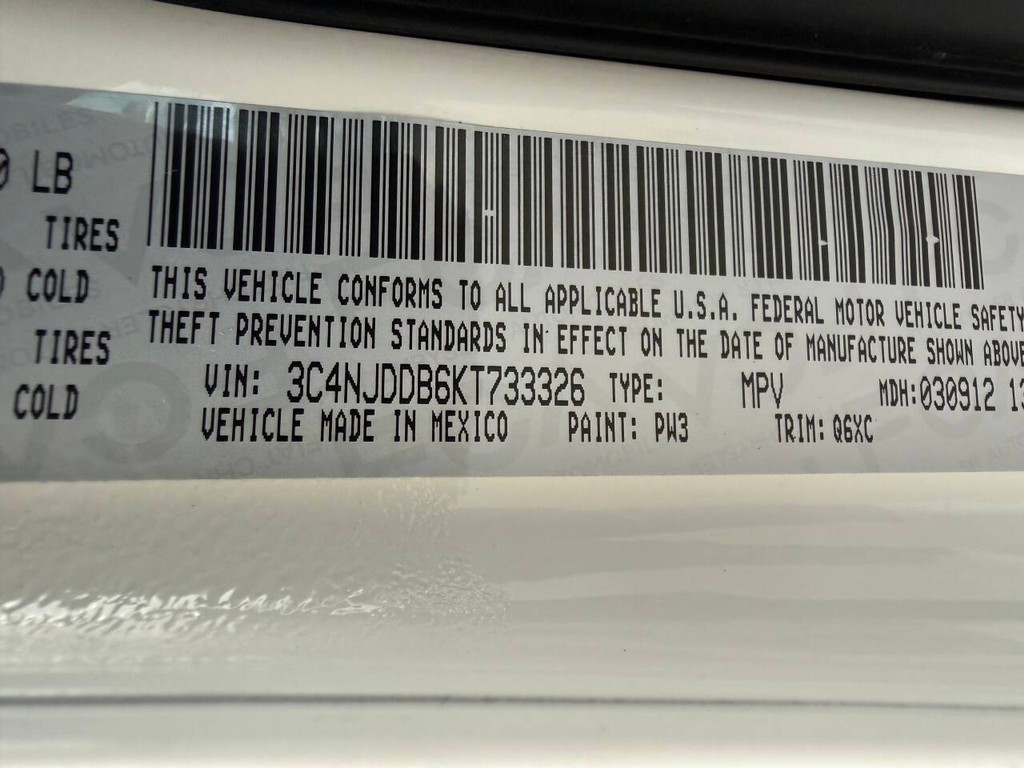 LB
TIRES
COLD
TIRES
COLD
THIS VEHICLE CONFORMS TO ALL APPLICABLE U.S.A. FEDERAL MOTOR VEHICLE SAFETY
THEFT PREVENTION STANDARDS IN EFFECT ON THE DATE OF MANUFACTURE SHOWN ABOVE
VIN: 3C4NJDDB6KT733326 TYPE: MPV MDH:030912 13
VEHICLE MADE IN MEXICO PAINT: PW3 TRIM: Q6XC